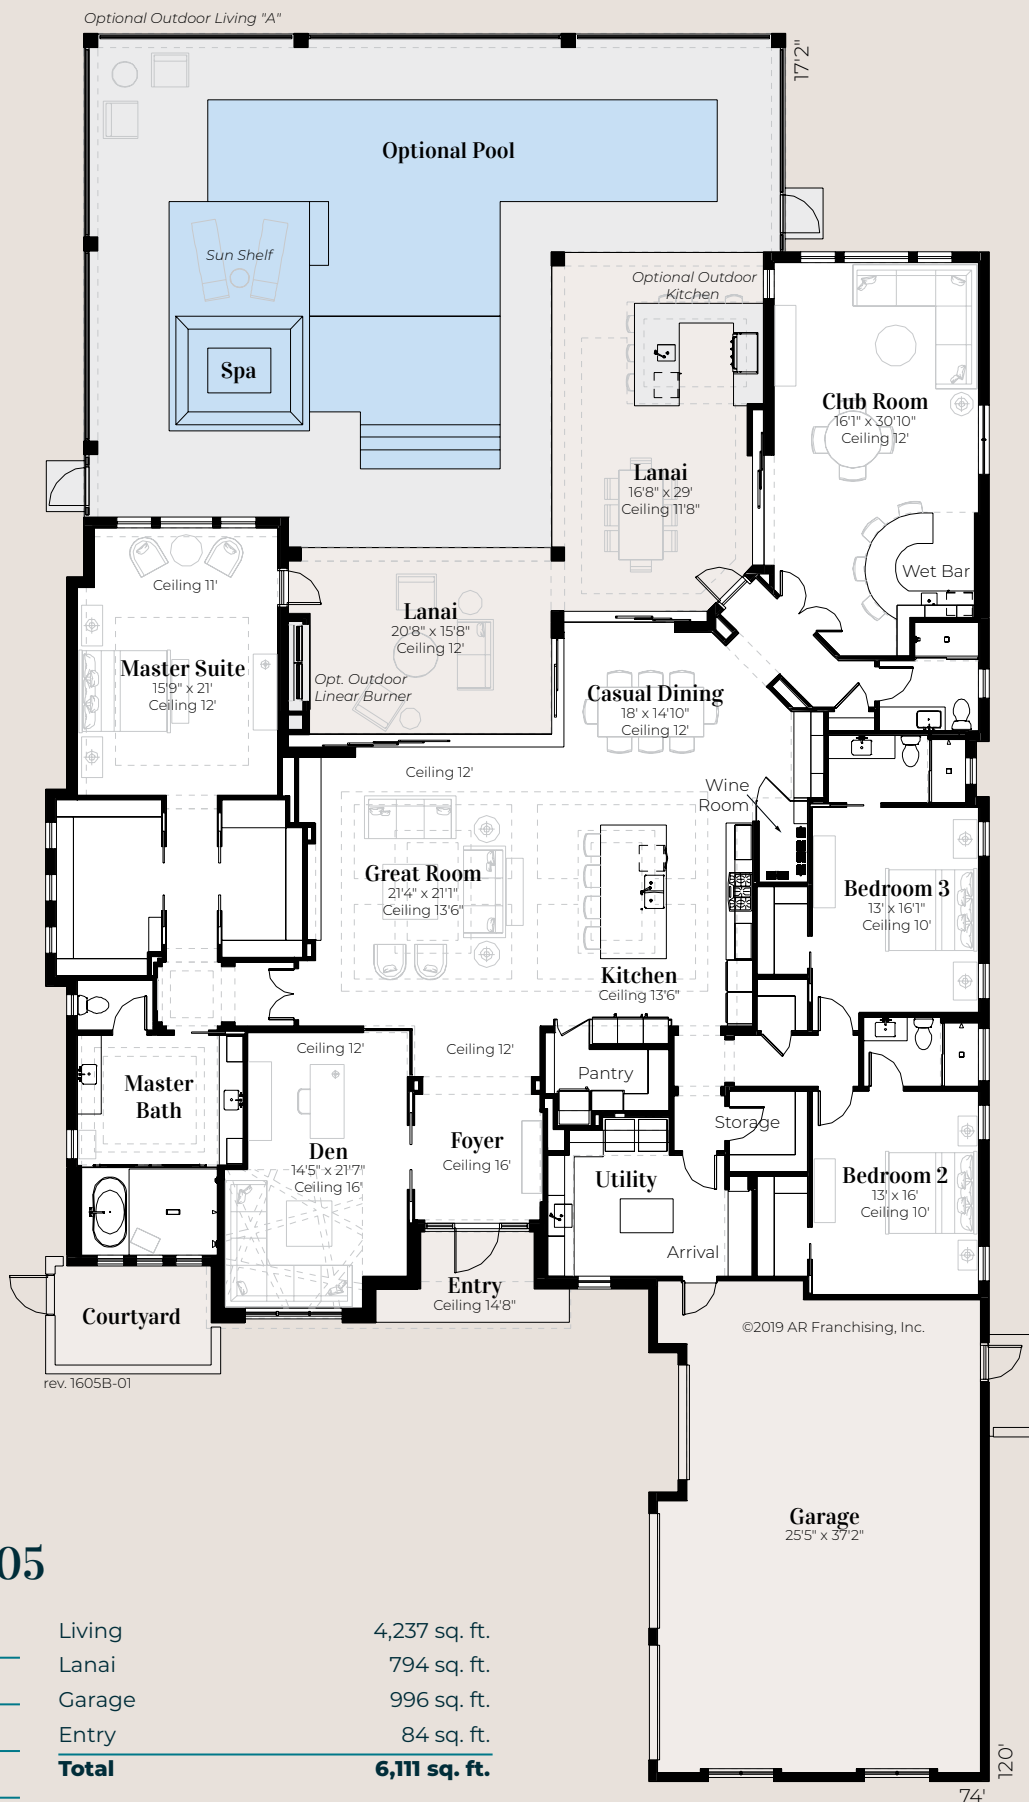 Optional Outdoor Living "A"
17'2"
Optional Pool
Sun Shelf
Spa
Optional Outdoor
Kitchen
Club Room
16'1" x 30'10"
Ceiling 12'
Lanai
16'8" x 29'
Ceiling 11'8"
Wet Bar
Ceiling 11'
Lanai
20'8" x 15'8"
Ceiling 12'
Master Suite
15'9" x 21'
Ceiling 12'
Opt. Outdoor
Linear Burner
Casual Dining
18' x 14'10"
Ceiling 12'
Ceiling 12'
Wine
Room
Great Room
21'4" x 21'1"
Ceiling 13'6"
Bedroom 3
13' x 16'1"
Ceiling 10'
Kitchen
Ceiling 13'6"
Ceiling 12'
Ceiling 12'
Pantry
Master
Bath
Storage
Foyer
Ceiling 16'
Den
14'5" x 21'7"
Ceiling 16'
Utility
Bedroom 2
13' x 16'
Ceiling 10'
Arrival
Entry
Ceiling 14'8"
Courtyard
©2019 AR Franchising, Inc.
rev. 1605B-01
Garage
25'5" x 37'2"
05
Living 4,237 sq. ft.
Lanai 794 sq. ft.
Garage 996 sq. ft.
Entry 84 sq. ft.
Total 6,111 sq. ft.
120'
74'